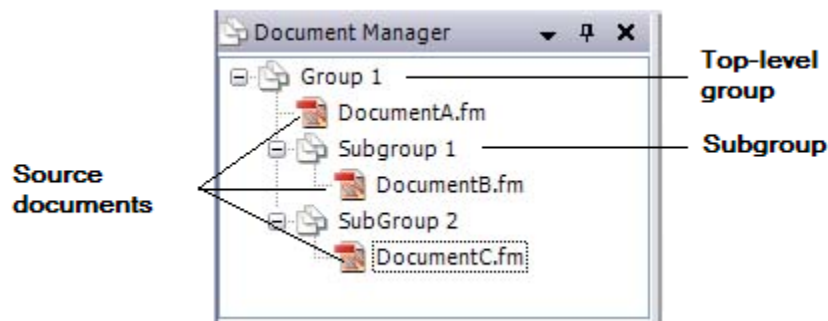 Document Manager
Group 1
Top-level
group
DocumentA.fm
Subgroup 1
Subgroup
Source
documents
DocumentB.fm
SubGroup 2
DocumentC.fm